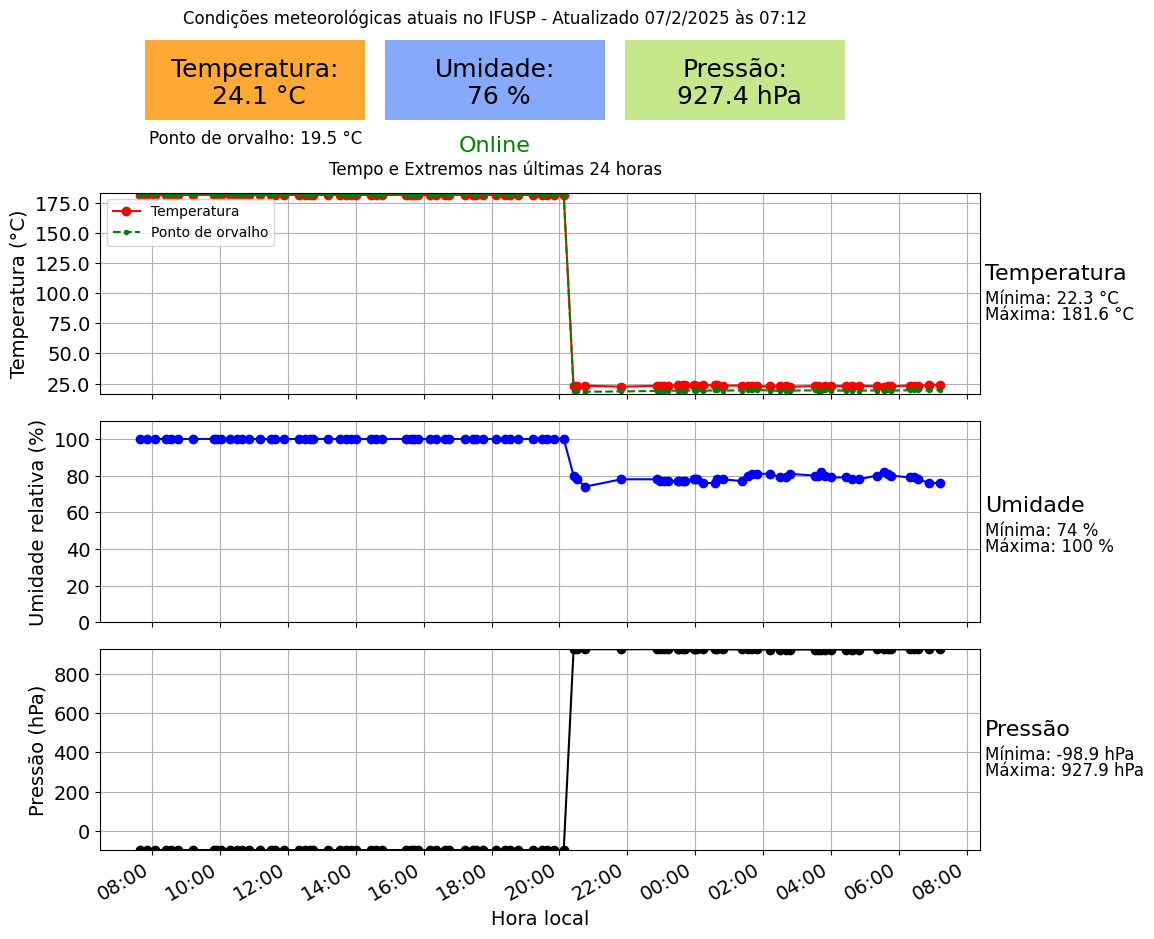 Condições meteorológicas atuais no IFUSP - Atualizado 07/2/2025 às 07:12
Temperatura:
24.1 °C
Umidade:
76 %
Pressão:
927.4 hPa
Ponto de orvalho: 19.5 °C
Online
Tempo e Extremos nas últimas 24 horas
Temperatura (°C)
175.0
150.0
125.0
100.0
75.0
50.0
25.0
Temperatura
Ponto de orvalho
Temperatura
Mínima: 22.3 °C
Máxima: 181.6 °C
Umidade relativa (%)
100
80
60
40
20
0
Umidade
Mínima: 74 %
Máxima: 100 %
Pressão (hPa)
800
600
400
200
0
Pressão
Mínima: -98.9 hPa
Máxima: 927.9 hPa
08:00 10:00 12:00 14:00 16:00 18:00 20:00 22:00 00:00 02:00 04:00 06:00 08:00
Hora local